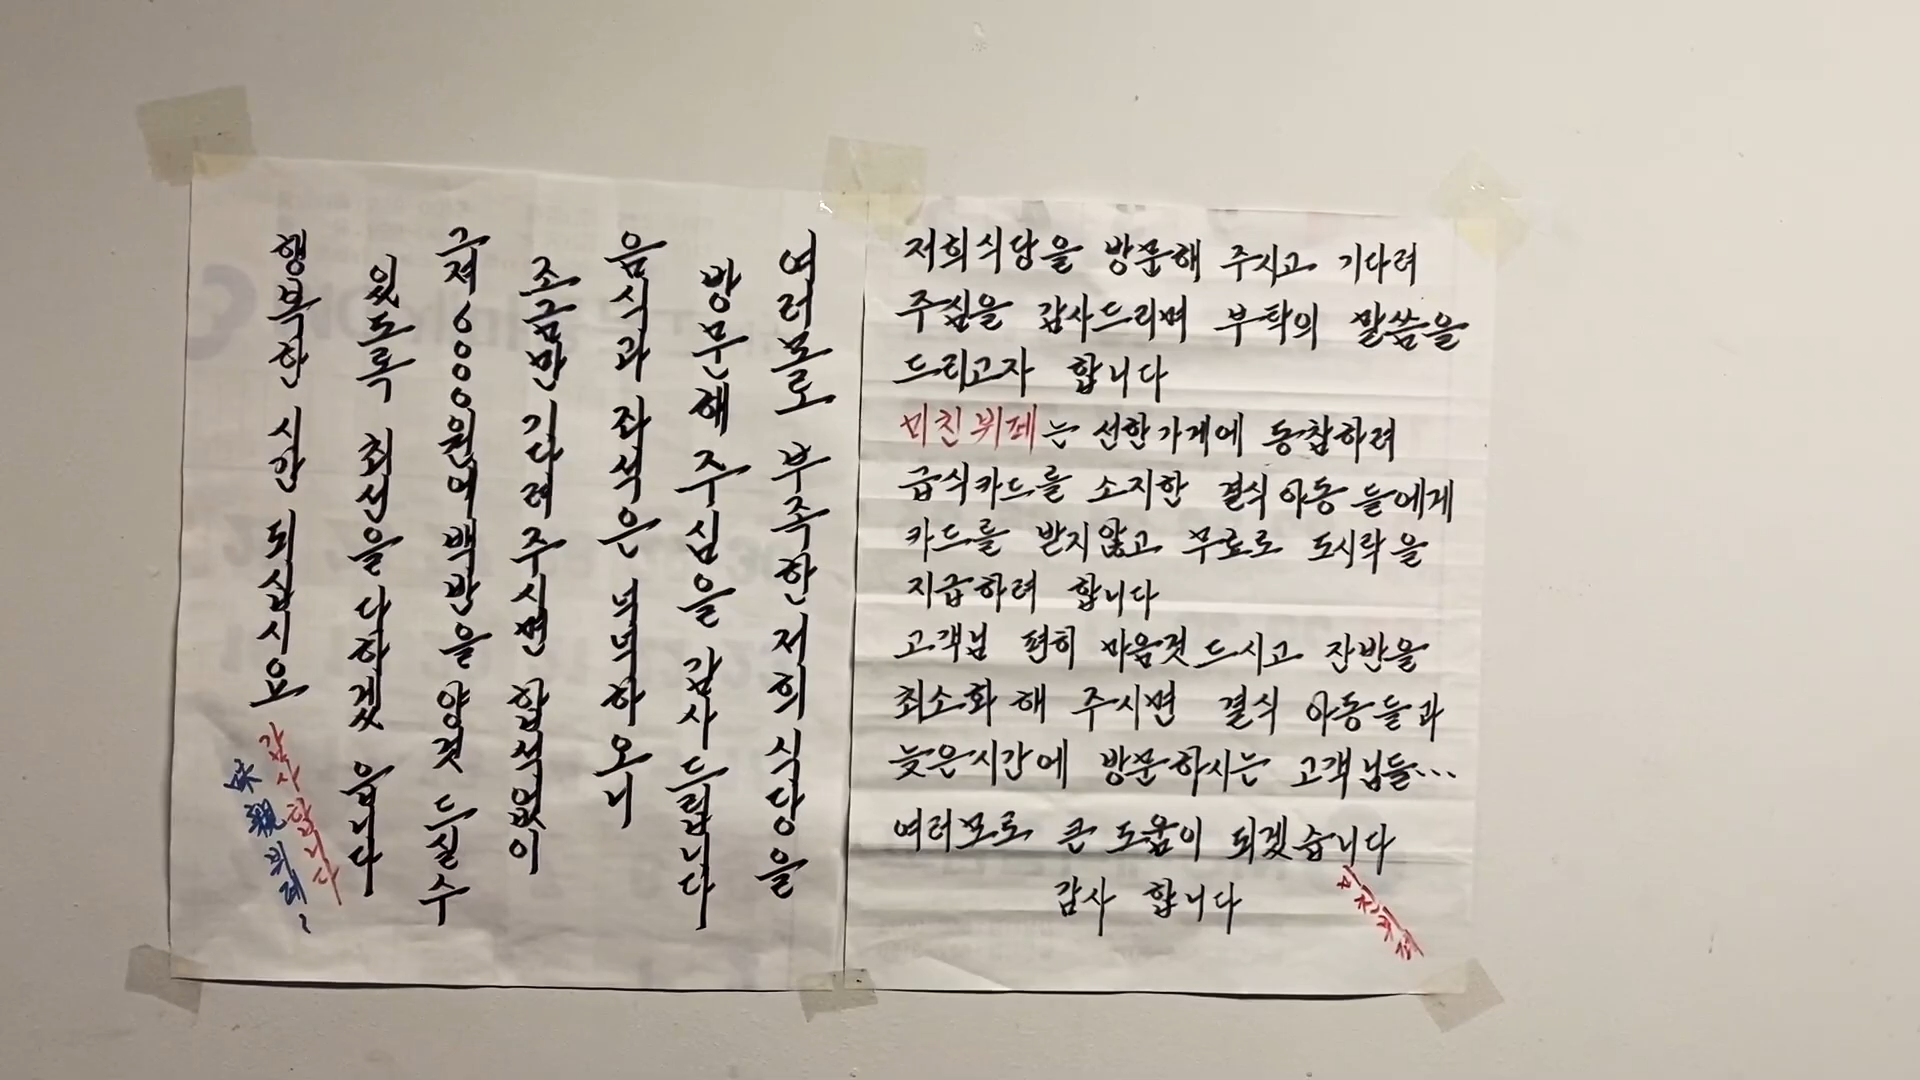 여러모로 부족한 저희 식당을
방문해 주심을 감사 드립니다
음식과 좌석은 넉넉하오니
조금만 기다려 주시면 합석없이
구져 6000원의 백반을 양껏 드실수
있도록 최선을 다하겠 읍니다
행복한 시간 되십시요
감사합니다
味親뷔페
저희식당을 방문해 주시고 기다려
주심을 감사드리며 부탁의 말씀을
드리고자 합니다
미친뷔페는 선한가게에 동참하려
급식카드를 소지한 결식아동들에게
카드를 받지않고 무료로 도시락을
지급하려 합니다
고객님 편히 마음껏 드시고 잔반을
최소화 해 주시면 결식 아동들과
늦은시간에 방문하시는 고객님들...
여러모로 큰 도움이 되겠습니다
감사 합니다
미친뷔페